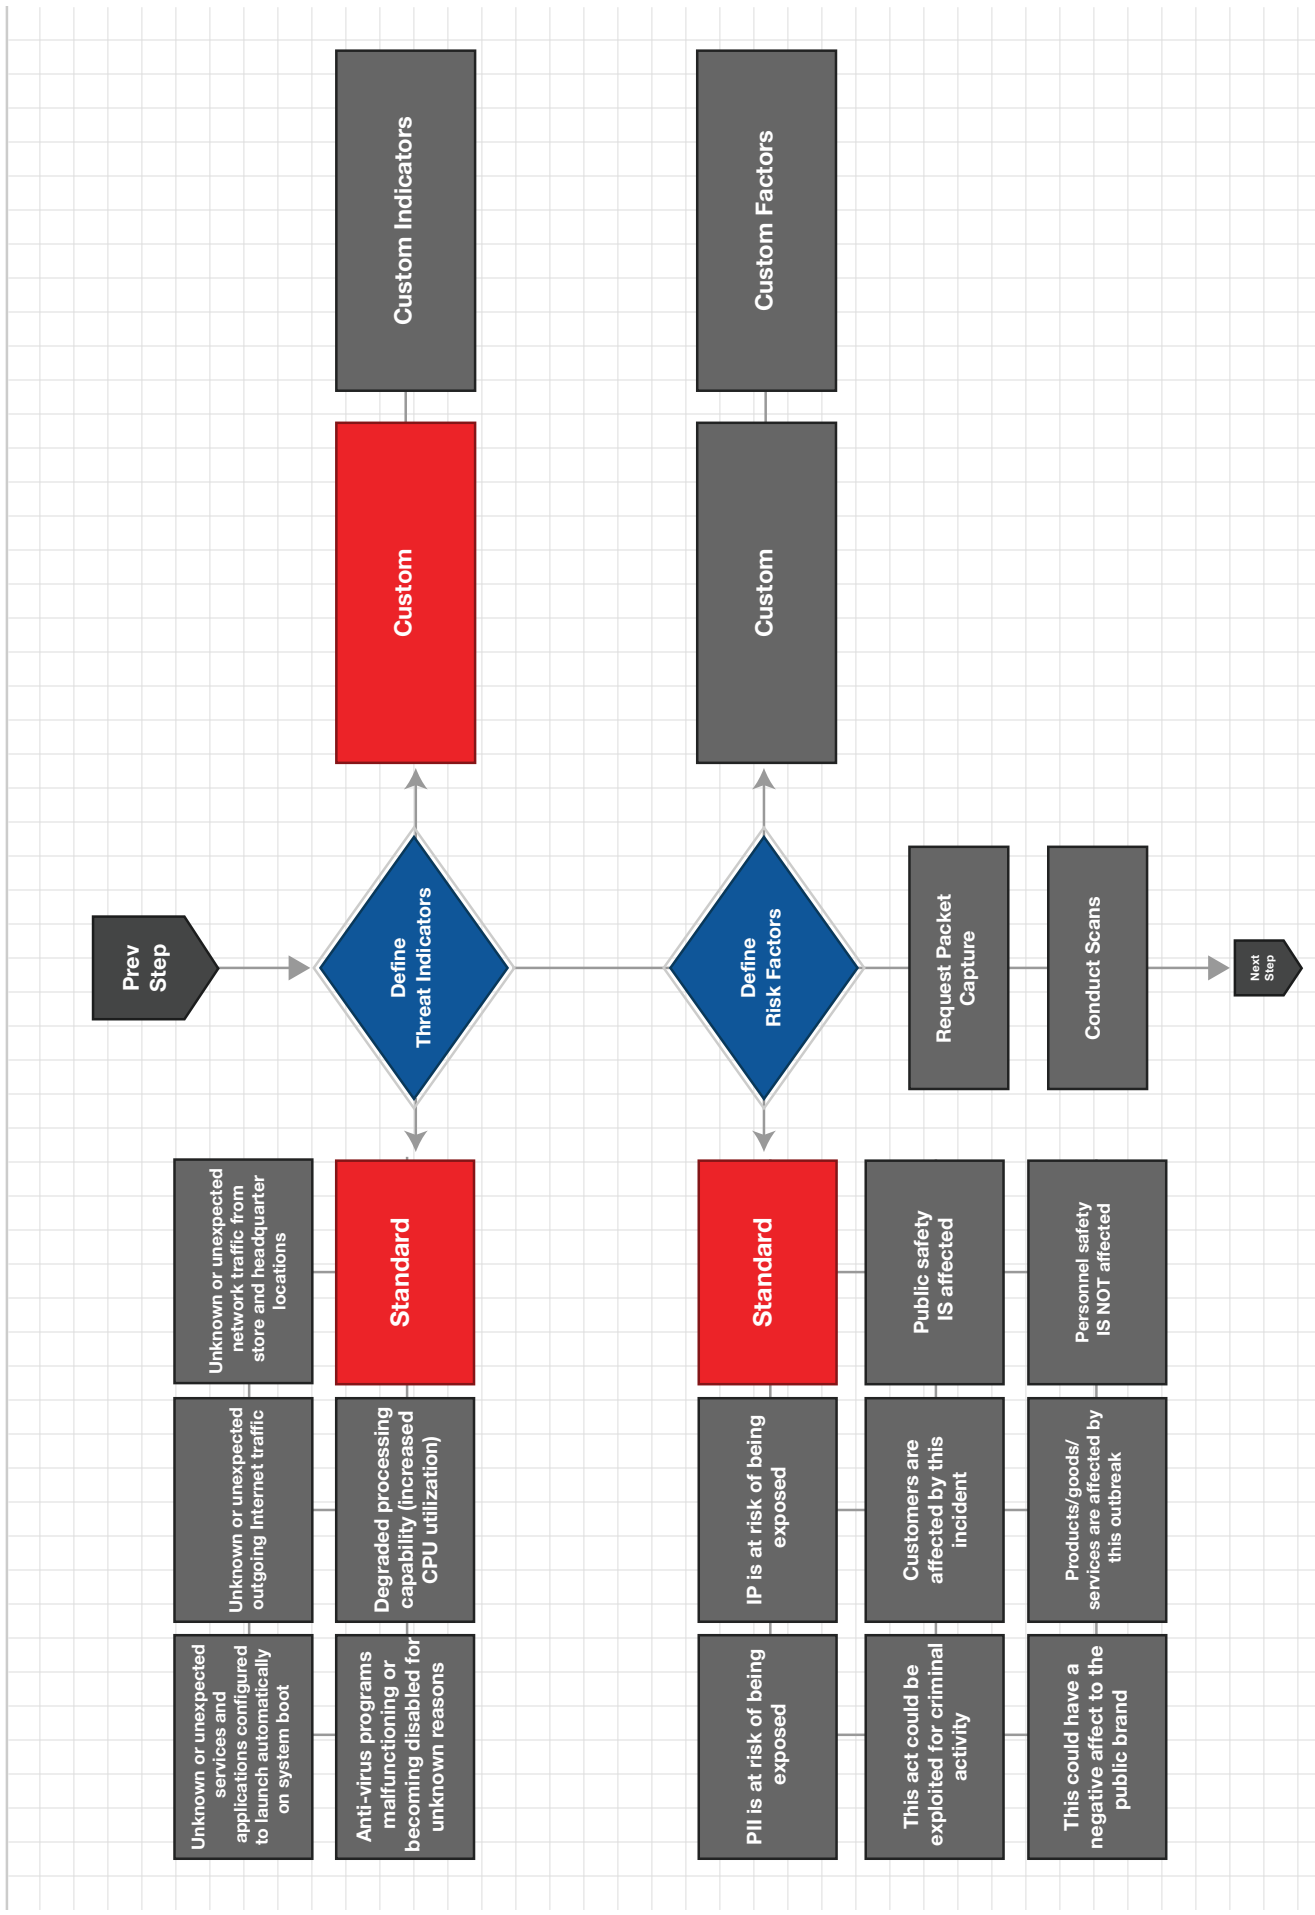 Prev
Step
Define
Threat Indicators
Custom
Custom Indicators
Standard
Unknown or unexpected
network traffic from
store and headquarter
locations
Unknown or unexpected
outgoing Internet traffic
Unknown or unexpected
services and
applications configured
to launch automatically
on system boot
Degraded processing
capability (increased
CPU utilization)
Anti-virus programs
malfunctioning or
becoming disabled for
unknown reasons
Define
Risk Factors
Custom
Custom Factors
Standard
IP is at risk of being
exposed
PII is at risk of being
exposed
Public safety
IS affected
Customers are
affected by this
incident
This act could be
exploited for criminal
activity
Personnel safety
IS NOT affected
Products/goods/
services are affected by
this outbreak
This could have a
negative affect to the
public brand
Request Packet
Capture
Conduct Scans
Next
Step